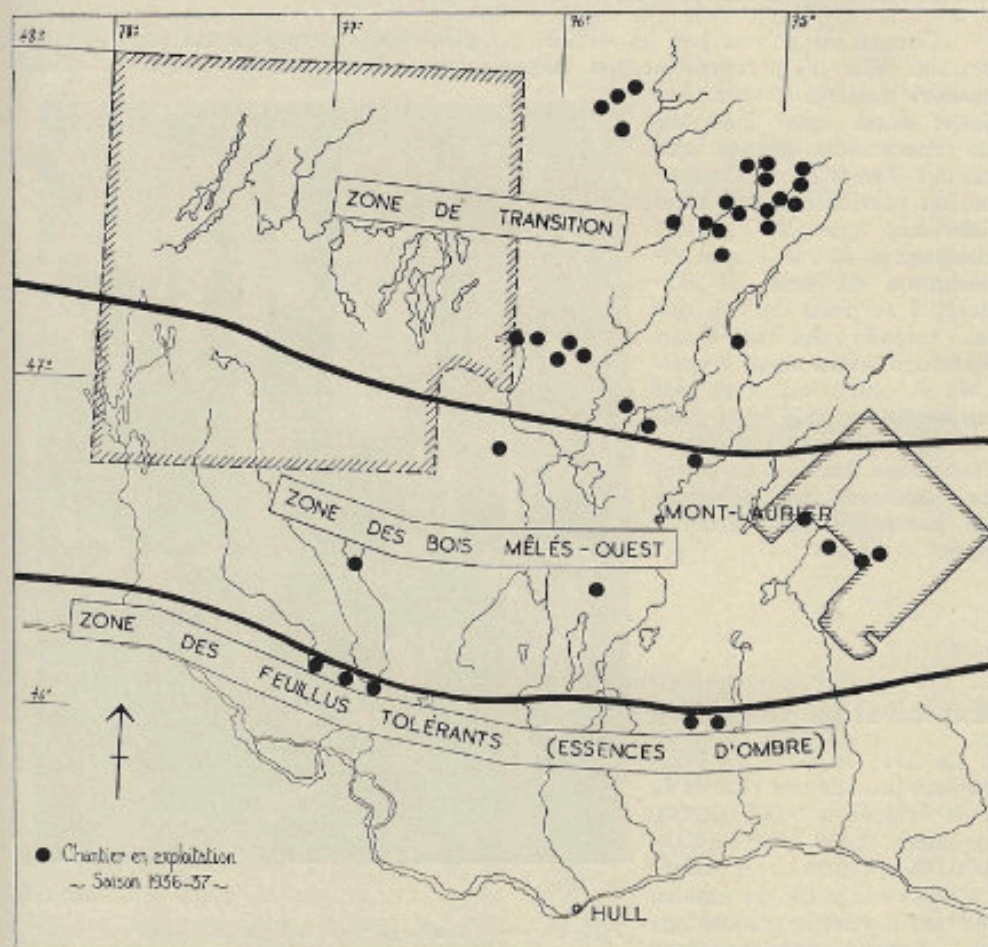 78° 77° 76° 75°
48°
ZONE DE TRANSITION
47°
MONT-LAURIER
ZONE DES BOIS MÊLÉS-OUEST
ZONE DES FEUILLUS TOLÉRANTS (ESSENCES D'OMBRE)
46°
Chantier en exploitation
~ Saison 1936-37 ~
HULL